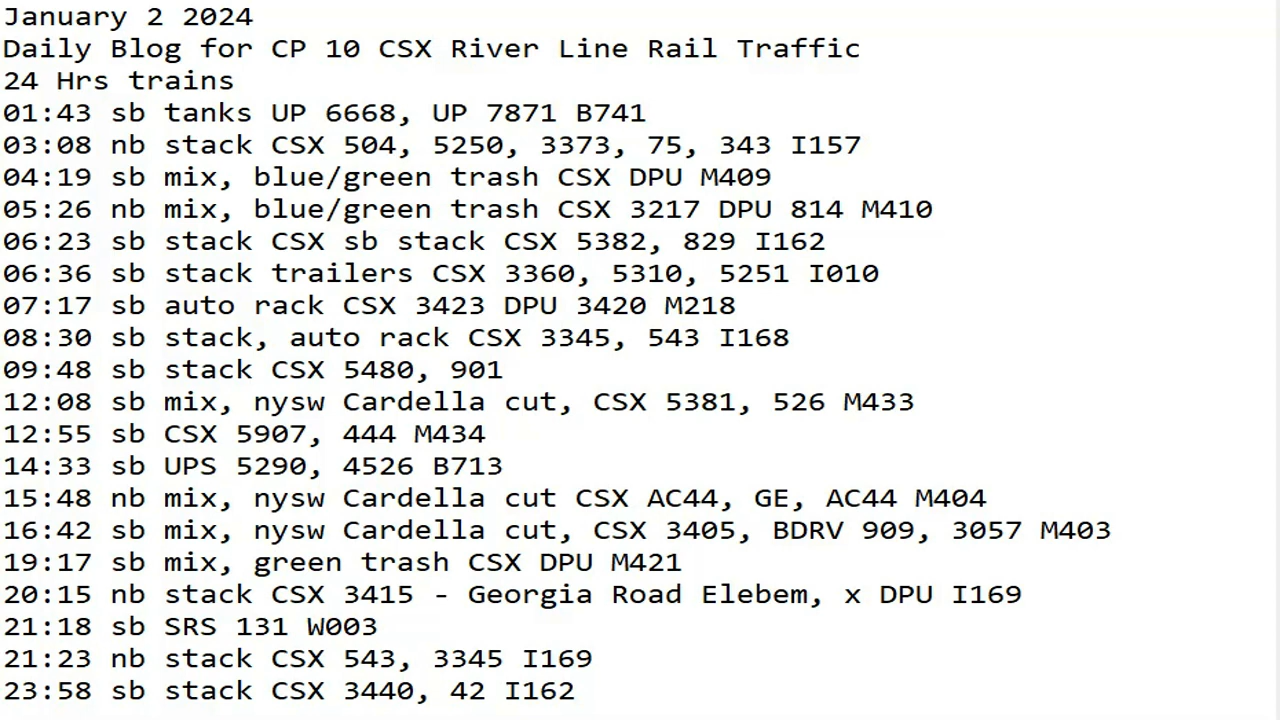 January 2 2024
Daily Blog for CP 10 CSX River Line Rail Traffic
24 Hrs trains
01:43 sb tanks UP 6668, UP 7871 B741
03:08 nb stack CSX 504, 5250, 3373, 75, 343 I157
04:19 sb mix, blue/green trash CSX DPU M409
05:26 nb mix, blue/green trash CSX 3217 DPU 814 M410
06:23 sb stack CSX sb stack CSX 5382, 829 I162
06:36 sb stack trailers CSX 3360, 5310, 5251 I010
07:17 sb auto rack CSX 3423 DPU 3420 M218
08:30 sb stack, auto rack CSX 3345, 543 I168
09:48 sb stack CSX 5480, 901
12:08 sb mix, nysw Cardella cut, CSX 5381, 526 M433
12:55 sb CSX 5907, 444 M434
14:33 sb UPS 5290, 4526 B713
15:48 nb mix, nysw Cardella cut CSX AC44, GE, AC44 M404
16:42 sb mix, nysw Cardella cut, CSX 3405, BDRV 909, 3057 M403
19:17 sb mix, green trash CSX DPU M421
20:15 nb stack CSX 3415 - Georgia Road Elebem, x DPU I169
21:18 sb SRS 131 W003
21:23 nb stack CSX 543, 3345 I169
23:58 sb stack CSX 3440, 42 I162